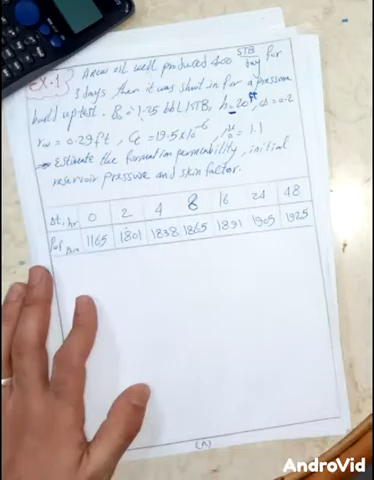 EX.1 A new oil well produced 400 STB/day for
3 days then it was shut in for a pressure
build up test. Bo = 1.25 bbl/STB, h = 20 ft, Ø = 0.2
rw = 0.29 ft, Ct = 19.5 x 10^-6, μo = 1.1
Estimate the formation permeability, initial
reservoir pressure and skin factor.
Δt, hr 0 2 4 8 16 24 48
1165 1801 1838 1865 1891 1905 1925
AndroVid